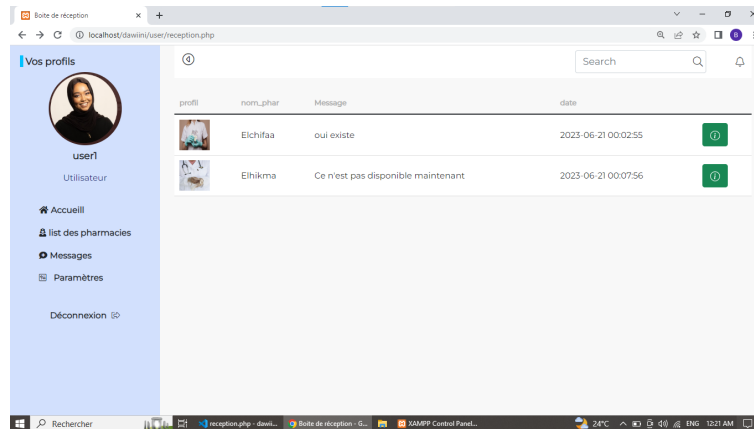 Boite de réception
localhost/dawiini/user/reception.php
Vos profils
user1
Utilisateur
Accueill
list des pharmacies
Messages
Paramètres
Déconnexion
Search
profil nom_phar Message date
Elchifaa oui existe 2023-06-21 00:02:55
Elhikma Ce n'est pas disponible maintenant 2023-06-21 00:07:56
Rechercher reception.php - dawii... Boite de réception - G... XAMPP Control Panel... 24°C ENG 12:21 AM